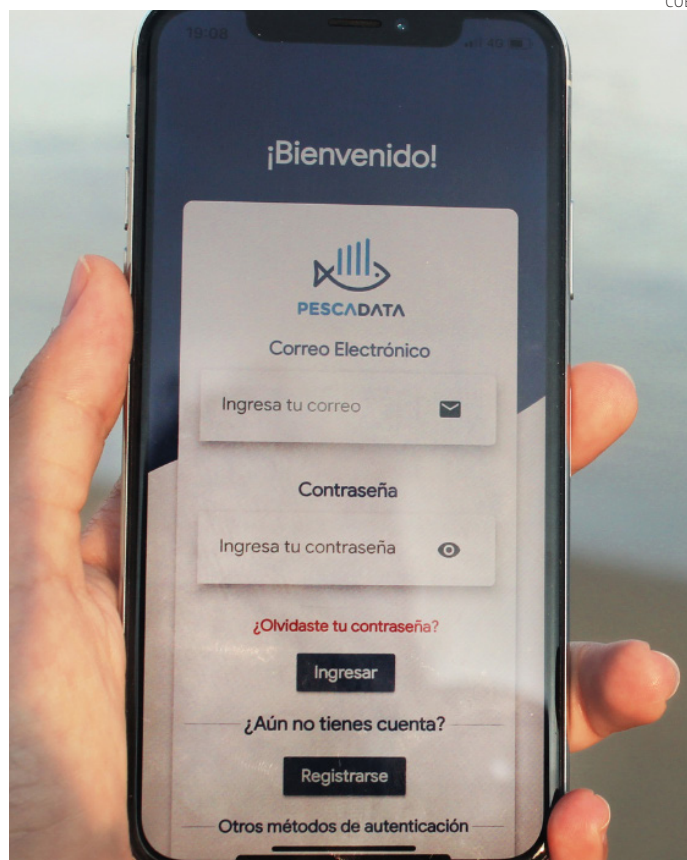 19:08
4G
¡Bienvenido!
PESCADATA
Correo Electrónico
Ingresa tu correo
Contraseña
Ingresa tu contraseña
¿Olvidaste tu contraseña?
Ingresar
¿Aún no tienes cuenta?
Registrarse
Otros métodos de autenticación